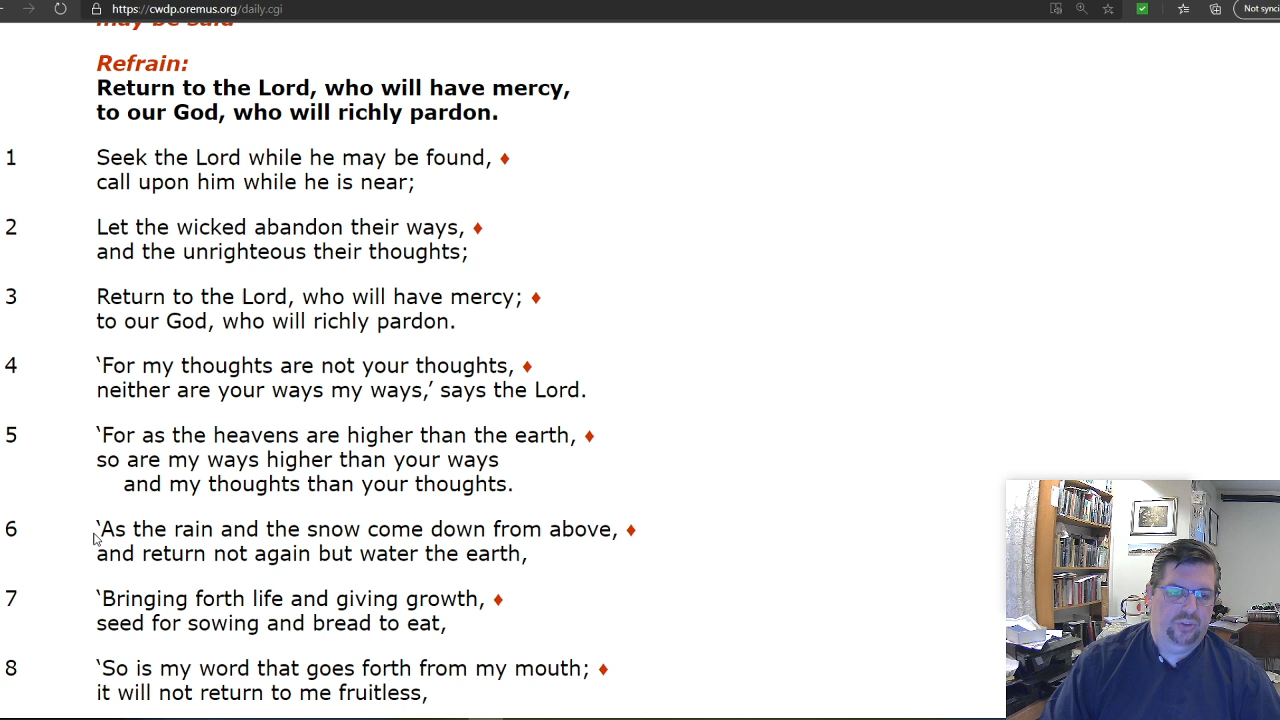 https://cwdp.oremus.org/daily.cgi
Not synci
may be said
Refrain:
Return to the Lord, who will have mercy,
to our God, who will richly pardon.
1 Seek the Lord while he may be found, ♦
call upon him while he is near;
2 Let the wicked abandon their ways, ♦
and the unrighteous their thoughts;
3 Return to the Lord, who will have mercy; ♦
to our God, who will richly pardon.
4 ‘For my thoughts are not your thoughts, ♦
neither are your ways my ways,’ says the Lord.
5 ‘For as the heavens are higher than the earth, ♦
so are my ways higher than your ways
and my thoughts than your thoughts.
6 ‘As the rain and the snow come down from above, ♦
and return not again but water the earth,
7 ‘Bringing forth life and giving growth, ♦
seed for sowing and bread to eat,
8 ‘So is my word that goes forth from my mouth; ♦
it will not return to me fruitless,